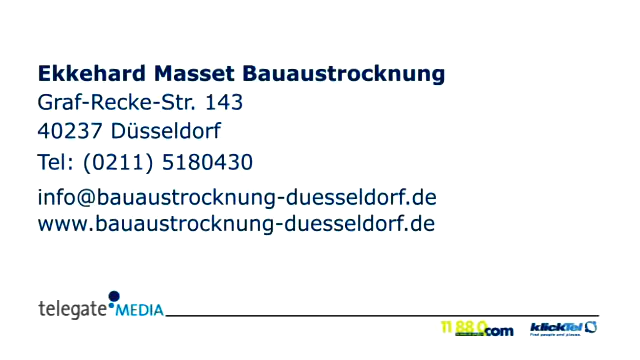 Ekkehard Masset Bauaustrocknung
Graf-Recke-Str. 143
40237 Düsseldorf
Tel: (0211) 5180430
info@bauaustrocknung-duesseldorf.de
www.bauaustrocknung-duesseldorf.de
telegate MEDIA
11880.com
klickTel